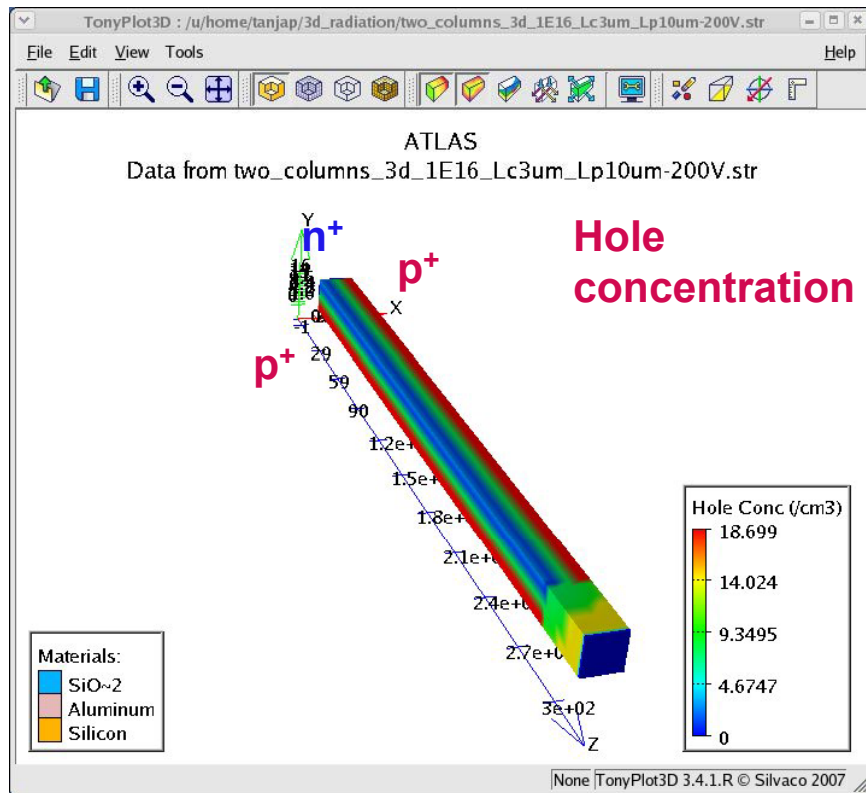 TonyPlot3D : /u/home/tanjap/3d_radiation/two_columns_3d_1E16_Lc3um_Lp10um-200V.str
File Edit View Tools Help
ATLAS
Data from two_columns_3d_1E16_Lc3um_Lp10um-200V.str
Y
n+
p+
Hole
concentration
X
-1
p+
29
59
90
1.2e+
1.5e+
1.8e+
2.1e+
2.4e+0
2.7e+0
3e+02
Z
Hole Conc (/cm3)
18.699
14.024
9.3495
4.6747
0
Materials:
SiO~2
Aluminum
Silicon
None TonyPlot3D 3.4.1.R © Silvaco 2007